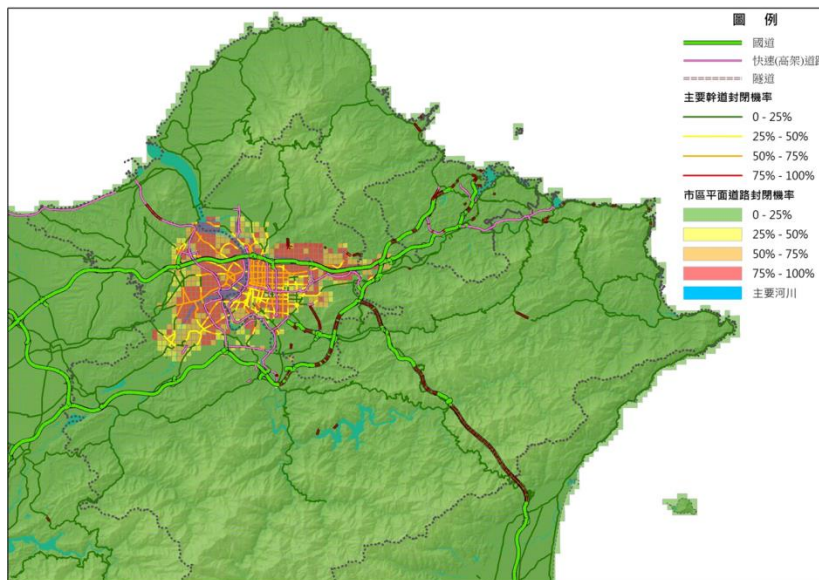 圖 例
國道
快速(高架)道路
隧道
主要幹道封閉機率
0 - 25%
25% - 50%
50% - 75%
75% - 100%
市區平面道路封閉機率
0 - 25%
25% - 50%
50% - 75%
75% - 100%
主要河川